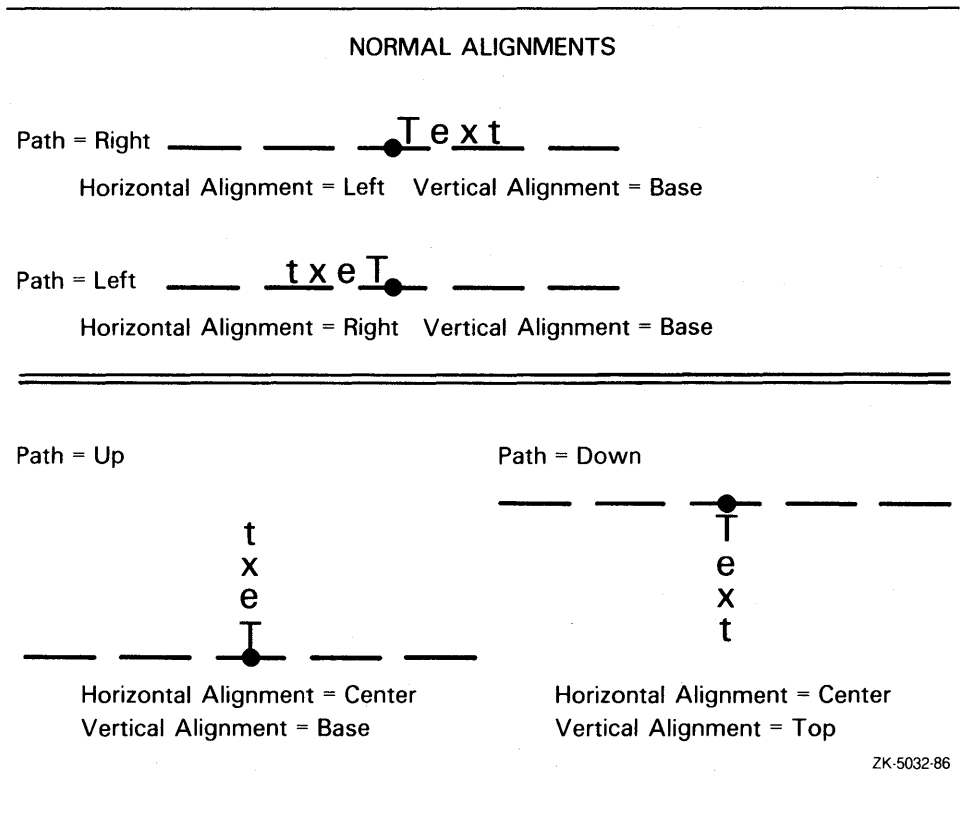 NORMAL ALIGNMENTS
Path = Right
Text
Horizontal Alignment = Left Vertical Alignment = Base
Path = Left
txeT
Horizontal Alignment = Right Vertical Alignment = Base
Path = Up
t
x
e
T
Horizontal Alignment = Center
Vertical Alignment = Base
Path = Down
T
e
x
t
Horizontal Alignment = Center
Vertical Alignment = Top
ZK-5032-86